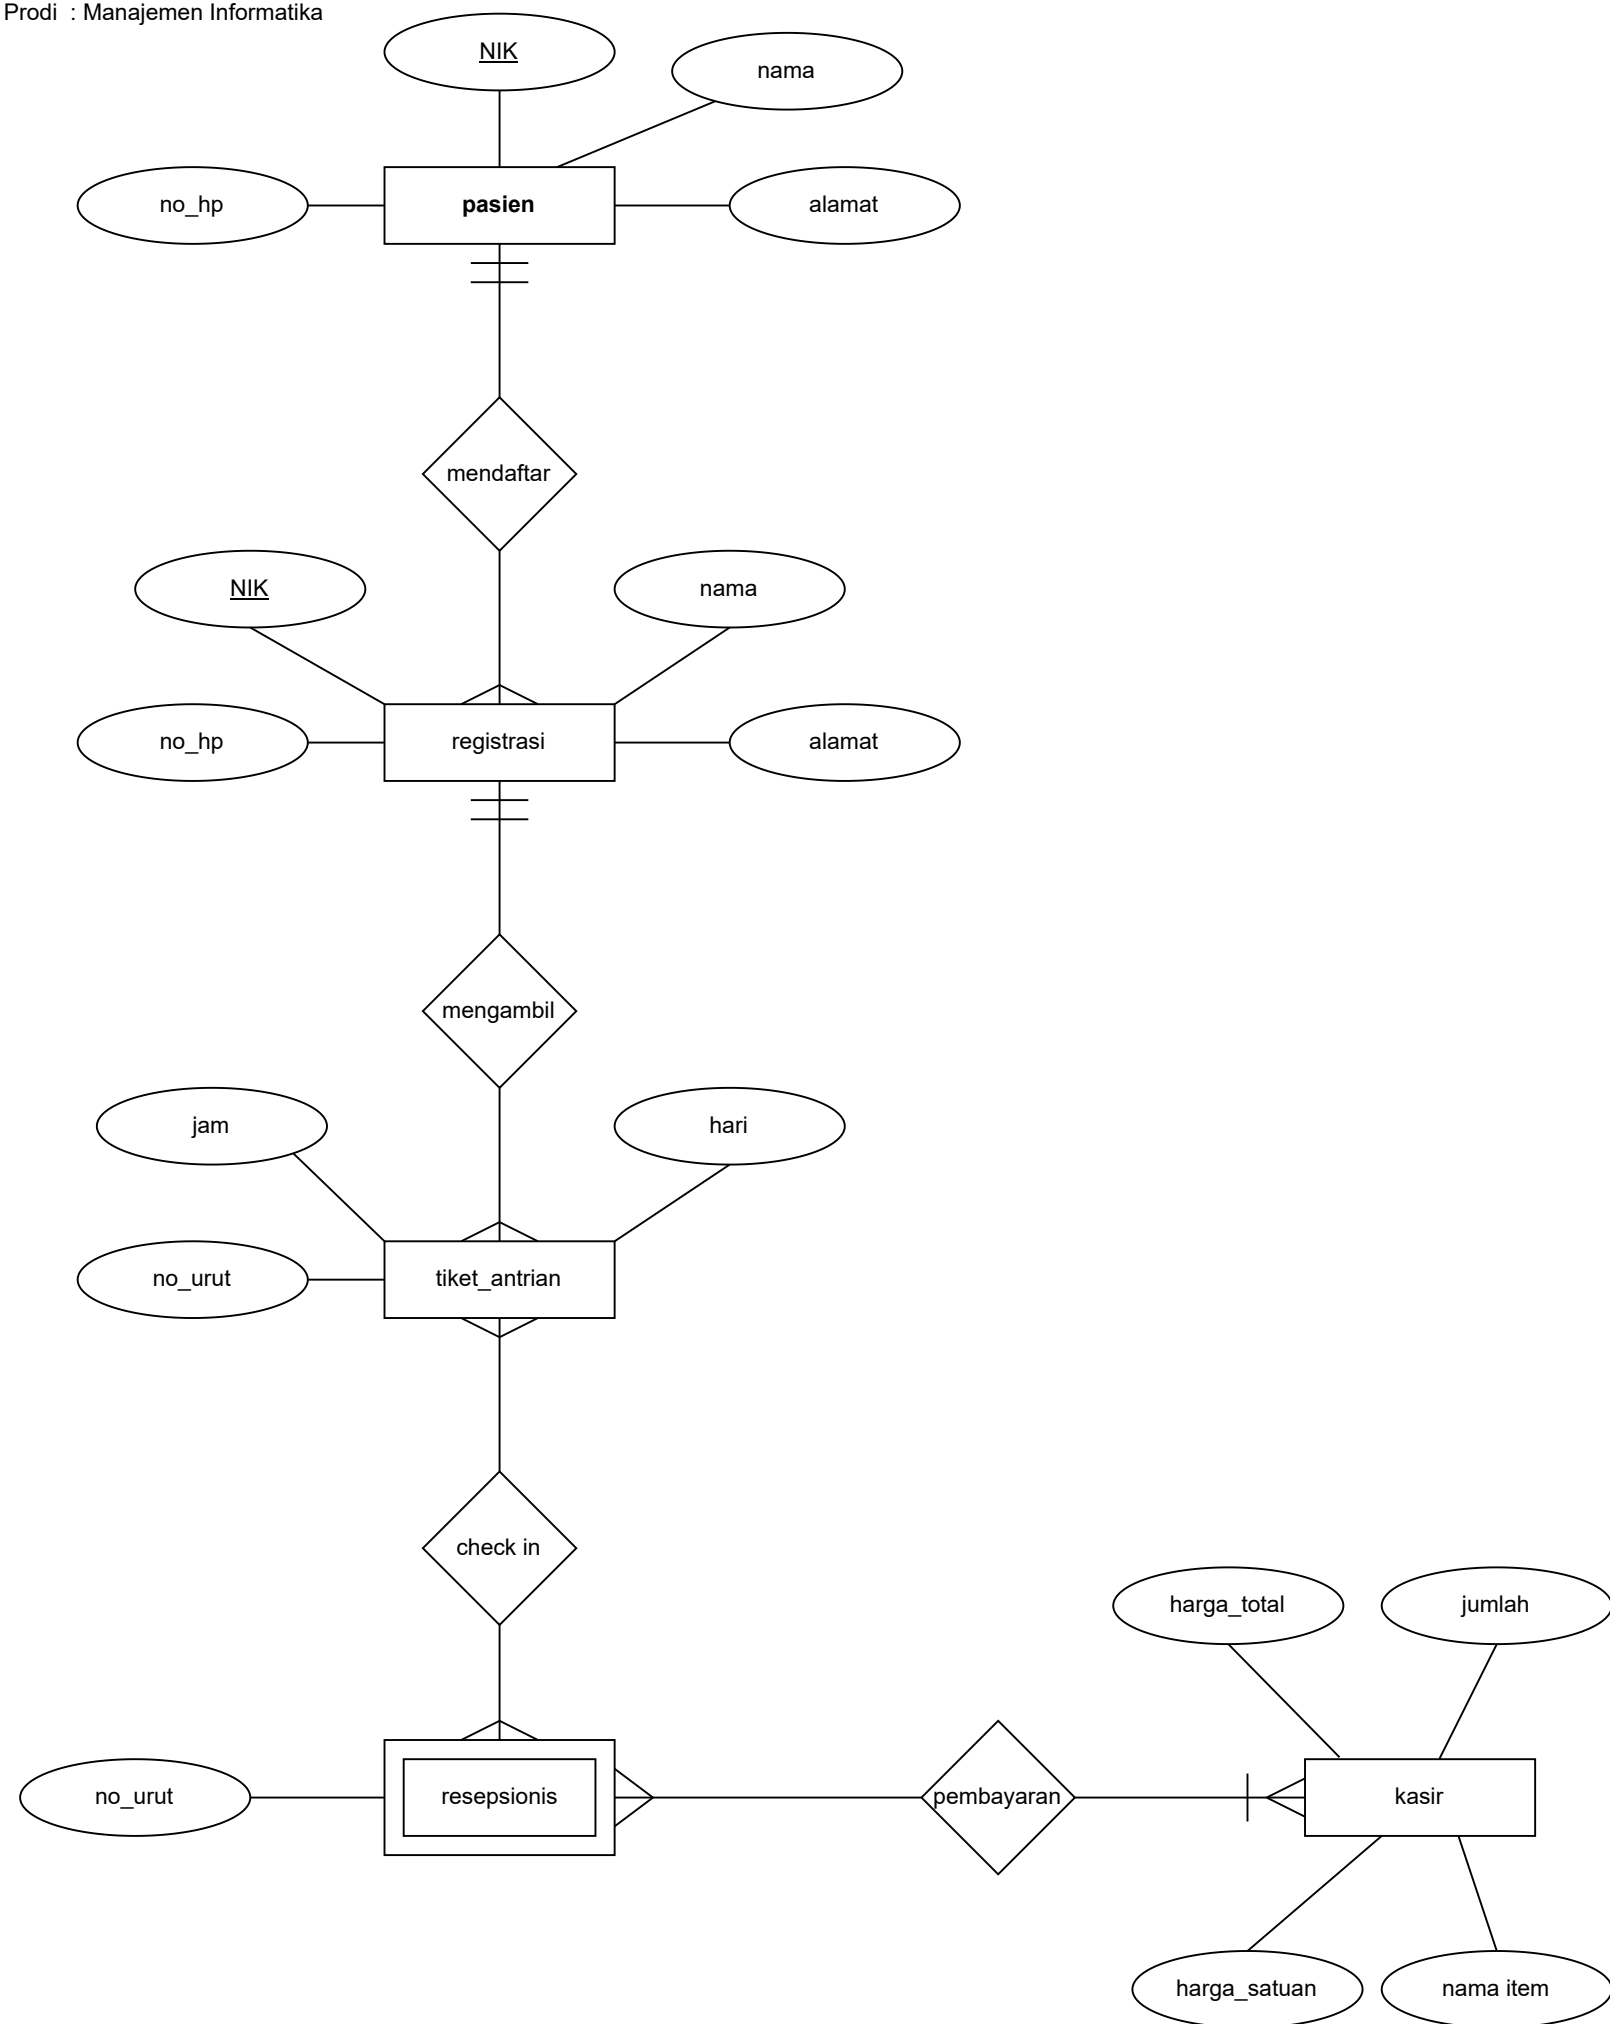 Prodi  : Manajemen Informatika
NIK
nama
no_hp
pasien
alamat
mendaftar
NIK
nama
no_hp
registrasi
alamat
mengambil
jam
hari
no_urut
tiket_antrian
check in
harga_total
jumlah
no_urut
resepsionis
pembayaran
kasir
harga_satuan
nama item